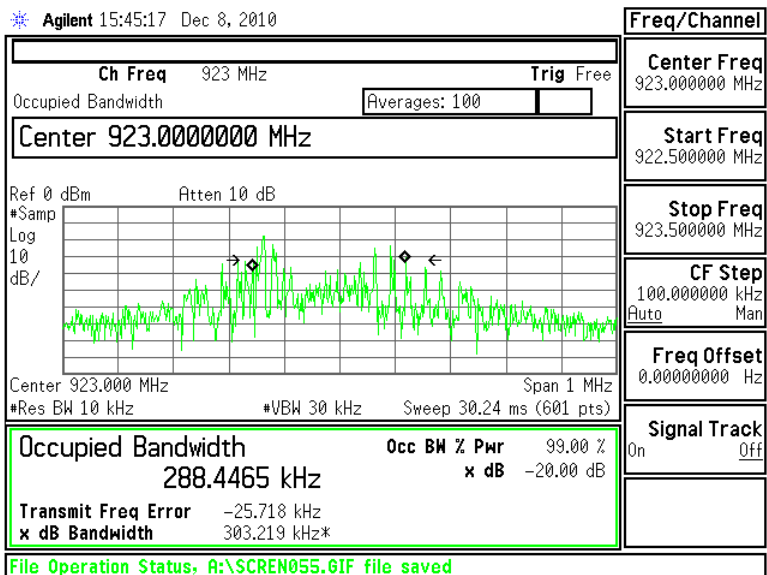 Agilent 15:45:17 Dec 8, 2010
Freq/Channel
Ch Freq 923 MHz Trig Free
Occupied Bandwidth Averages: 100
Center 923.0000000 MHz
Ref 0 dBm Atten 10 dB
#Samp
Log
10
dB/
Center 923.000 MHz Span 1 MHz
#Res BW 10 kHz #VBW 30 kHz Sweep 30.24 ms (601 pts)
Occupied Bandwidth Occ BW % Pwr 99.00 %
288.4465 kHz x dB -20.00 dB
Transmit Freq Error -25.718 kHz
x dB Bandwidth 303.219 kHz*
File Operation Status, A:\SCREN055.GIF file saved
Center Freq
923.000000 MHz
Start Freq
922.500000 MHz
Stop Freq
923.500000 MHz
CF Step
100.000000 kHz
Auto Man
Freq Offset
0.00000000 Hz
Signal Track
On Off